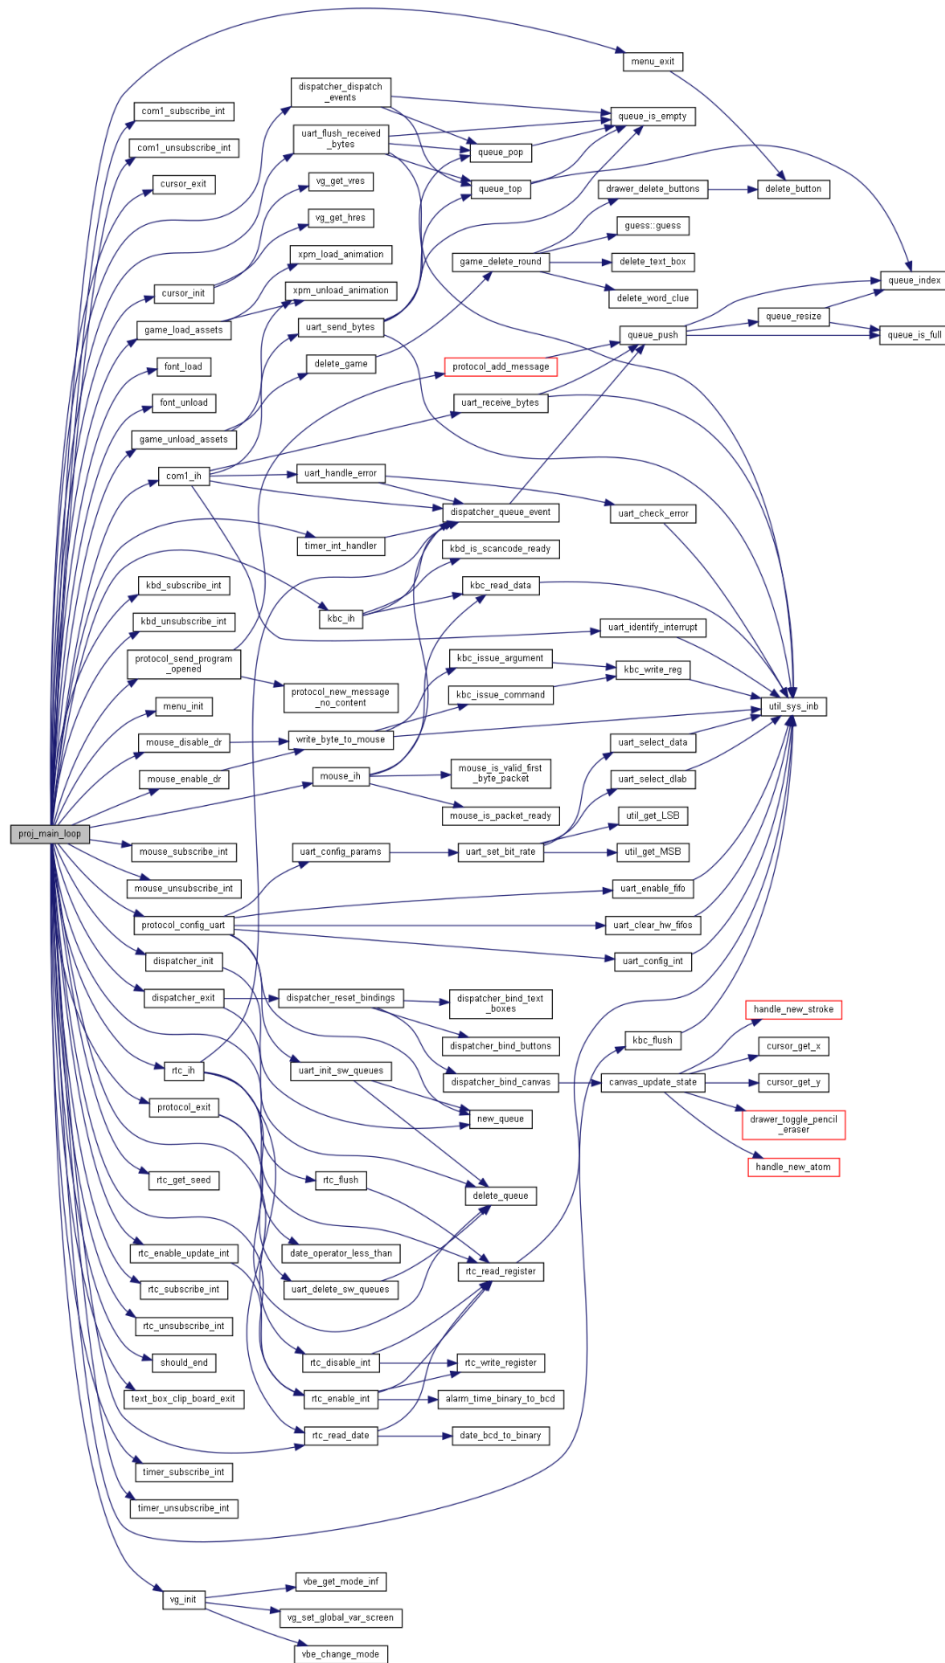 menu_exit
dispatcher_dispatch
_events
com1_subscribe_int
queue_is_empty
uart_flush_received
_bytes
com1_unsubscribe_int
queue_pop
vg_get_vres
cursor_exit
queue_top
drawer_delete_buttons
delete_button
vg_get_hres
guess::guess
xpm_load_animation
game_delete_round
delete_text_box
queue_index
cursor_init
xpm_unload_animation
delete_word_clue
game_load_assets
uart_send_bytes
queue_resize
queue_push
queue_is_full
font_load
delete_game
protocol_add_message
font_unload
uart_receive_bytes
game_unload_assets
com1_ih
uart_handle_error
dispatcher_queue_event
uart_check_error
timer_int_handler
kbd_is_scancode_ready
kbd_subscribe_int
kbc_read_data
kbc_ih
kbd_unsubscribe_int
uart_identify_interrupt
protocol_send_program
_opened
kbc_issue_argument
kbc_write_reg
protocol_new_message
_no_content
kbc_issue_command
menu_init
util_sys_inb
mouse_disable_dr
write_byte_to_mouse
uart_select_data
mouse_enable_dr
mouse_ih
mouse_is_valid_first
_byte_packet
uart_select_dlab
mouse_is_packet_ready
util_get_LSB
proj_main_loop
mouse_subscribe_int
uart_config_params
uart_set_bit_rate
util_get_MSB
mouse_unsubscribe_int
uart_enable_fifo
protocol_config_uart
uart_clear_hw_fifos
dispatcher_init
uart_config_int
dispatcher_exit
dispatcher_reset_bindings
dispatcher_bind_text
_boxes
handle_new_stroke
dispatcher_bind_buttons
kbc_flush
cursor_get_x
rtc_ih
uart_init_sw_queues
dispatcher_bind_canvas
canvas_update_state
cursor_get_y
protocol_exit
new_queue
drawer_toggle_pencil
_eraser
handle_new_atom
rtc_get_seed
rtc_flush
delete_queue
rtc_enable_update_int
date_operator_less_than
rtc_read_register
rtc_subscribe_int
uart_delete_sw_queues
rtc_unsubscribe_int
should_end
rtc_disable_int
rtc_write_register
text_box_clip_board_exit
rtc_enable_int
alarm_time_binary_to_bcd
rtc_read_date
date_bcd_to_binary
timer_subscribe_int
timer_unsubscribe_int
vbe_get_mode_inf
vg_init
vg_set_global_var_screen
vbe_change_mode